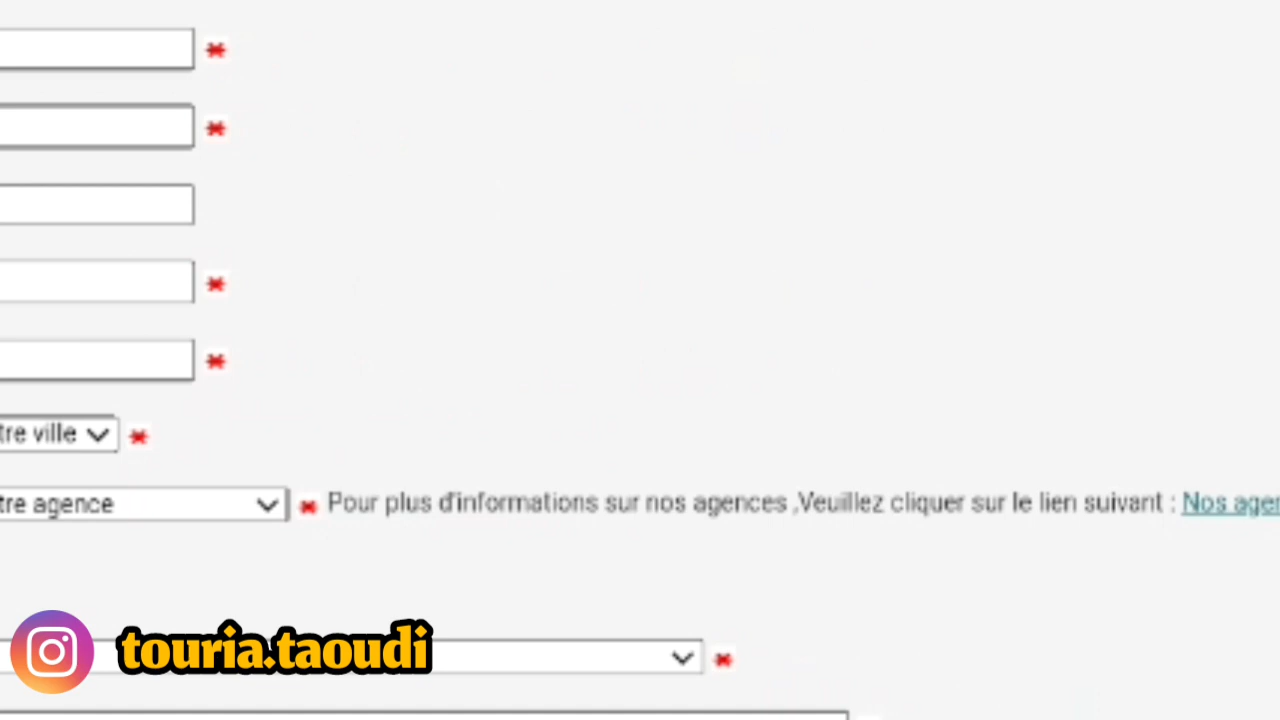 tre ville
tre agence
Pour plus d'informations sur nos agences ,Veuillez cliquer sur le lien suivant : Nos agen
touria.taoudi